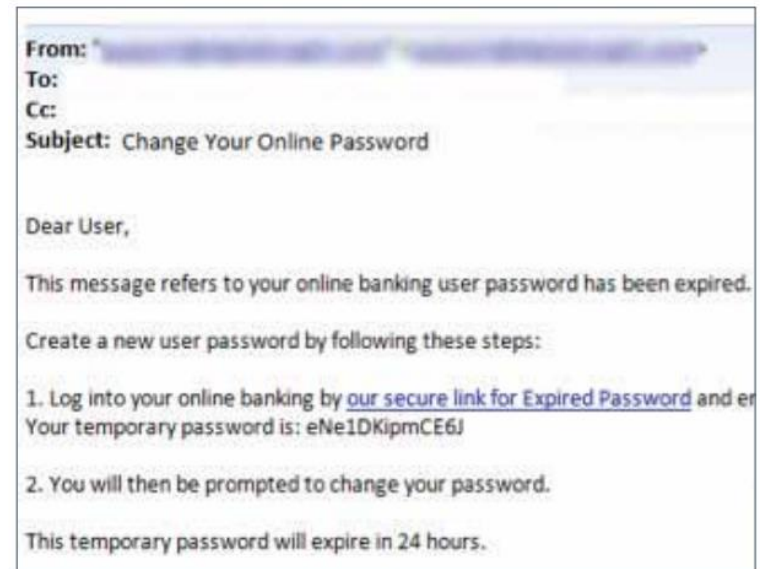 From:
To:
Cc:
Subject: Change Your Online Password
Dear User,
This message refers to your online banking user password has been expired.
Create a new user password by following these steps:
1. Log into your online banking by our secure link for Expired Password and er
Your temporary password is: eNe1DKipmCE6J
2. You will then be prompted to change your password.
This temporary password will expire in 24 hours.